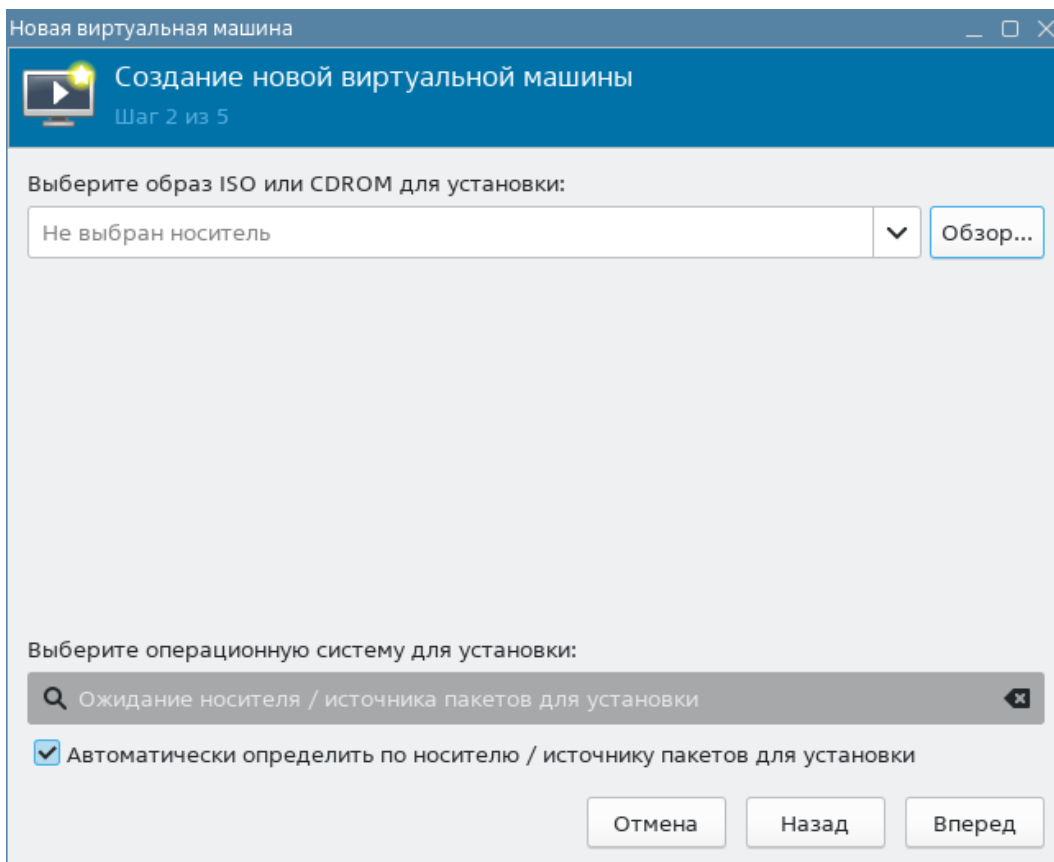 Новая виртуальная машина
Создание новой виртуальной машины
Шаг 2 из 5
Выберите образ ISO или CDROM для установки:
Не выбран носитель
Обзор...
Выберите операционную систему для установки:
Ожидание носителя / источника пакетов для установки
Автоматически определить по носителю / источнику пакетов для установки
Отмена Назад Вперед